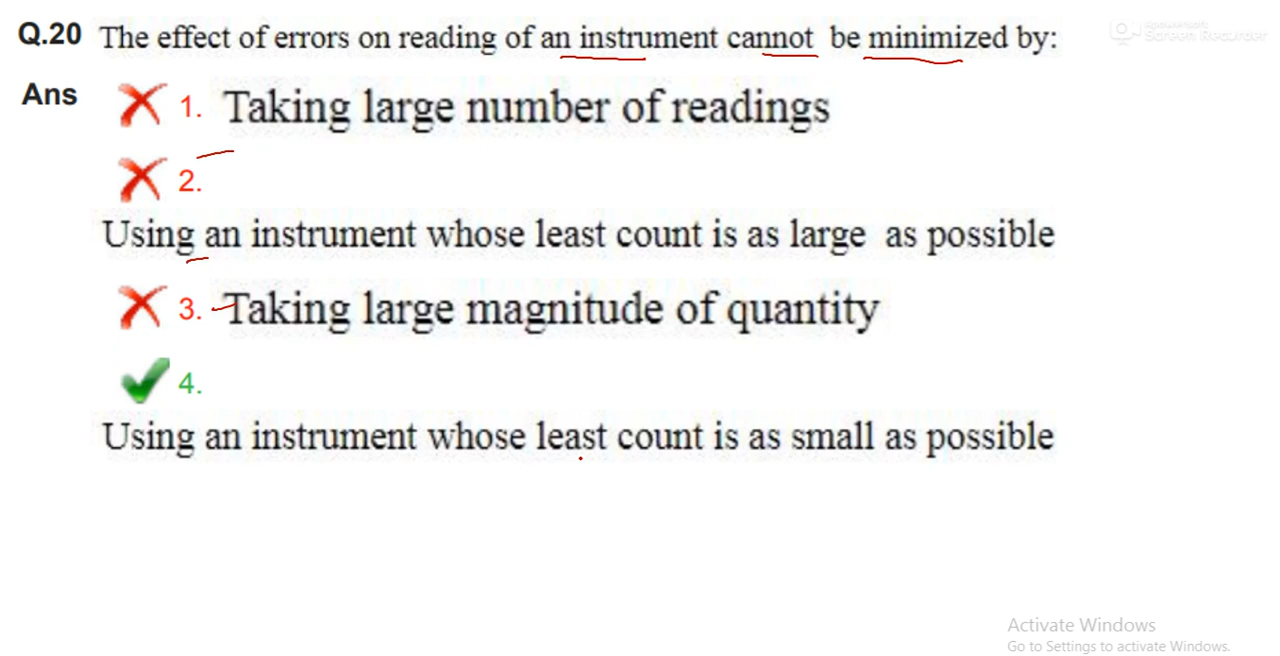 Q.20 The effect of errors on reading of an instrument cannot be minimized by:
Screen Recorder
Ans 1. Taking large number of readings
2.
Using an instrument whose least count is as large as possible
3. Taking large magnitude of quantity
4.
Using an instrument whose least count is as small as possible
Activate Windows
Go to Settings to activate Windows.